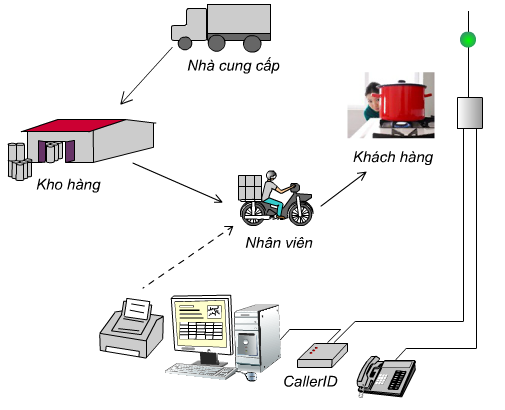 Nhà cung cấp
Khách hàng
Kho hàng
Nhân viên
CallerID